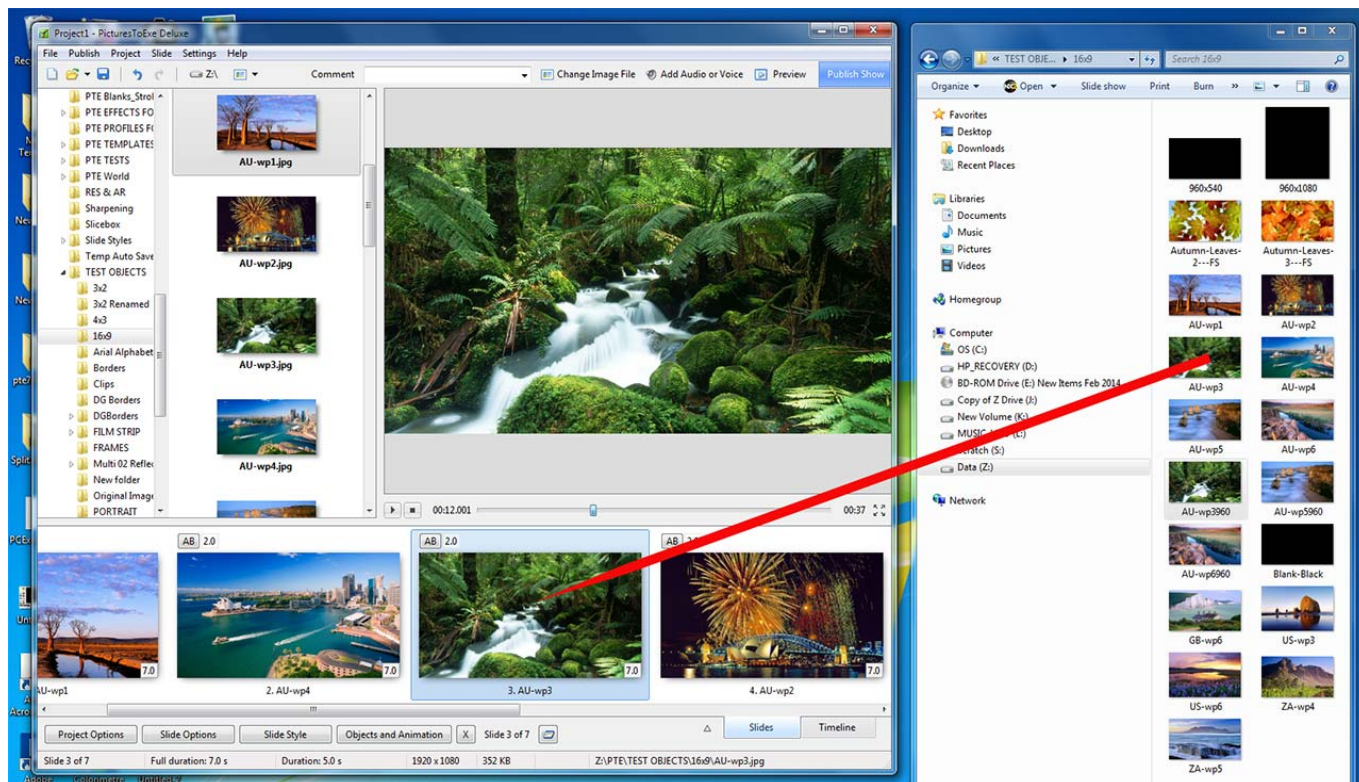 Project1 - PicturesToExe Deluxe
File Publish Project Slide Settings Help
Z:\ Comment Change Image File Add Audio or Voice Preview Publish Show
PTE Blanks_Strol
PTE EFFECTS FO
PTE PROFILES F
PTE TEMPLATES
PTE TESTS
PTE World
RES & AR
Sharpening
Slicebox
Slide Styles
Temp Auto Save
TEST OBJECTS
3x2
3x2 Renamed
4x3
16x9
Arial Alphabet
Borders
Clips
DG Borders
DGBorders
FILM STRIP
FRAMES
Multi 02 Reflec
New folder
Original Image
PORTRAIT
AU-wp1.jpg
AU-wp2.jpg
AU-wp3.jpg
AU-wp4.jpg
00:12.001 00:37
AB 2.0 AB 2.0 AB
7.0 7.0 7.0 7.0
AU-wp1 2. AU-wp4 3. AU-wp3 4. AU-wp2
Project Options Slide Options Slide Style Objects and Animation X Slide 3 of 7 Slides Timeline
Slide 3 of 7 Full duration: 7.0 s Duration: 5.0 s 1920 x 1080 352 KB Z:\PTE\TEST OBJECTS\16x9\AU-wp3.jpg
« TEST OBJE... 16x9 Search 16x9
Organize Open Slide show Print Burn »
Favorites
Desktop
Downloads
Recent Places
Libraries
Documents
Music
Pictures
Videos
Homegroup
Computer
OS (C:)
HP_RECOVERY (D:)
BD-ROM Drive (E:) New Items Feb 2014
Copy of Z Drive (J:)
New Volume (K:)
(L:)
(S:)
Data (Z:)
Network
960x540 960x1080
Autumn-Leaves-2---FS Autumn-Leaves-3---FS
AU-wp1 AU-wp2
AU-wp3 AU-wp4
AU-wp5 AU-wp6
AU-wp3960 AU-wp5960
AU-wp6960 Blank-Black
GB-wp6 US-wp3
US-wp6 ZA-wp4
ZA-wp5